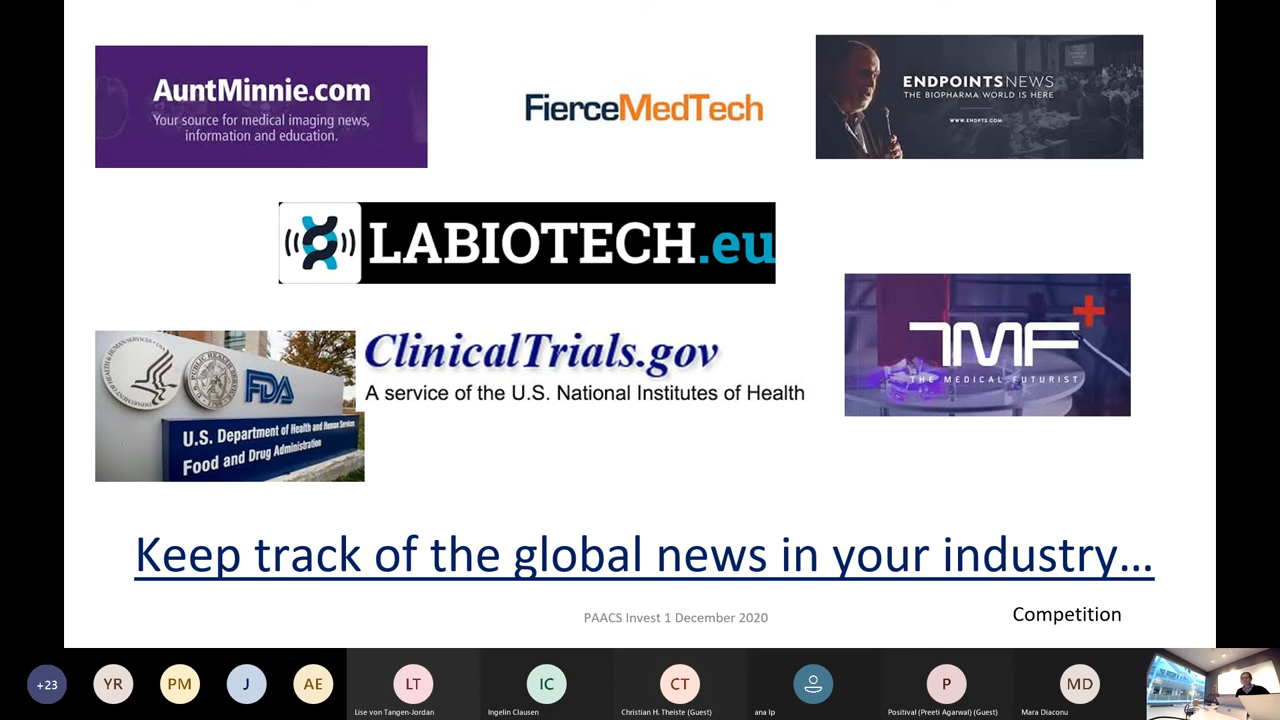 AuntMinnie.com
Your source for medical imaging news,
information and education.
FierceMedTech
ENDPOINTSNEWS
THE BIOPHARMA WORLD IS HERE
WWW.ENDPTS.COM
LABIOTECH.eu
FDA
U.S. Department of Health and Human Services
Food and Drug Administration
ClinicalTrials.gov
A service of the U.S. National Institutes of Health
TMF+
THE MEDICAL FUTURIST
Keep track of the global news in your industry...
PAACS Invest 1 December 2020
Competition
+23
YR
PM
J
AE
LT
IC
CT
P
MD
Lise von Tangen-Jordan
Ingelin Clausen
Christian H. Theiste (Guest)
ana Ip
Positival (Preeti Agarwal) (Guest)
Mara Diaconu